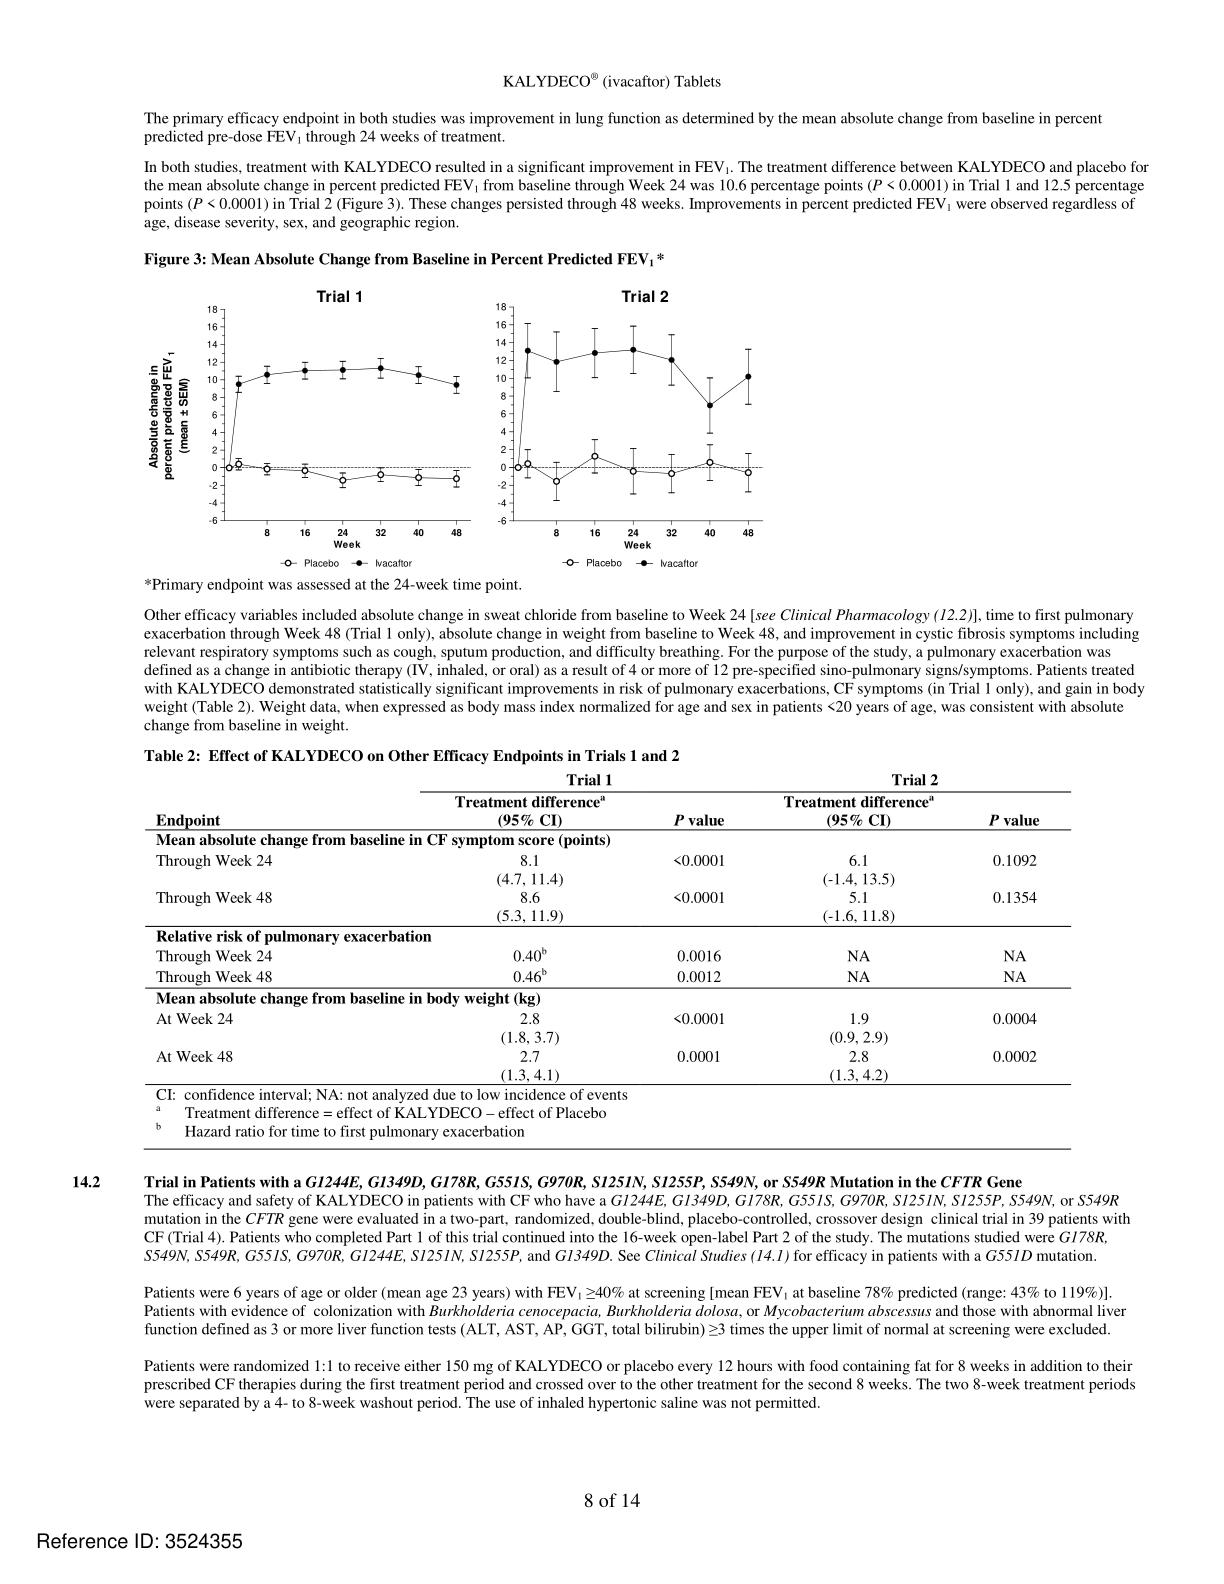 KALYDECO® (ivacaftor) Tablets
The primary efficacy endpoint in both studies was improvement in lung function as determined by the mean absolute change from baseline in percent
predicted pre-dose FEV1 through 24 weeks of treatment.
In both studies, treatment with KALYDECO resulted in a significant improvement in FEV1. The treatment difference between KALYDECO and placebo for
the mean absolute change in percent predicted FEV1 from baseline through Week 24 was 10.6 percentage points (P < 0.0001) in Trial 1 and 12.5 percentage
points (P < 0.0001) in Trial 2 (Figure 3). These changes persisted through 48 weeks. Improvements in percent predicted FEV1 were observed regardless of
age, disease severity, sex, and geographic region.
Figure 3: Mean Absolute Change from Baseline in Percent Predicted FEV1 *
Trial 1
Absolute change in
percent predicted FEV1
(mean ± SEM)
18
16
14
12
10
8
6
4
2
0
-2
-4
-6
8 16 24 32 40 48
Week
Placebo Ivacaftor
Trial 2
18
16
14
12
10
8
6
4
2
0
-2
-4
-6
8 16 24 32 40 48
Week
Placebo Ivacaftor
*Primary endpoint was assessed at the 24-week time point.
Other efficacy variables included absolute change in sweat chloride from baseline to Week 24 [see Clinical Pharmacology (12.2)], time to first pulmonary
exacerbation through Week 48 (Trial 1 only), absolute change in weight from baseline to Week 48, and improvement in cystic fibrosis symptoms including
relevant respiratory symptoms such as cough, sputum production, and difficulty breathing. For the purpose of the study, a pulmonary exacerbation was
defined as a change in antibiotic therapy (IV, inhaled, or oral) as a result of 4 or more of 12 pre-specified sino-pulmonary signs/symptoms. Patients treated
with KALYDECO demonstrated statistically significant improvements in risk of pulmonary exacerbations, CF symptoms (in Trial 1 only), and gain in body
weight (Table 2). Weight data, when expressed as body mass index normalized for age and sex in patients <20 years of age, was consistent with absolute
change from baseline in weight.
Table 2: Effect of KALYDECO on Other Efficacy Endpoints in Trials 1 and 2
Trial 1 Trial 2
Treatment differenceᵃ Treatment differenceᵃ
Endpoint (95% CI) P value (95% CI) P value
Mean absolute change from baseline in CF symptom score (points)
Through Week 24 8.1 <0.0001 6.1 0.1092
(4.7, 11.4) (-1.4, 13.5)
Through Week 48 8.6 <0.0001 5.1 0.1354
(5.3, 11.9) (-1.6, 11.8)
Relative risk of pulmonary exacerbation
Through Week 24 0.40ᵇ 0.0016 NA NA
Through Week 48 0.46ᵇ 0.0012 NA NA
Mean absolute change from baseline in body weight (kg)
At Week 24 2.8 <0.0001 1.9 0.0004
(1.8, 3.7) (0.9, 2.9)
At Week 48 2.7 0.0001 2.8 0.0002
(1.3, 4.1) (1.3, 4.2)
CI: confidence interval; NA: not analyzed due to low incidence of events
a Treatment difference = effect of KALYDECO – effect of Placebo
b Hazard ratio for time to first pulmonary exacerbation
14.2 Trial in Patients with a G1244E, G1349D, G178R, G551S, G970R, S1251N, S1255P, S549N, or S549R Mutation in the CFTR Gene
The efficacy and safety of KALYDECO in patients with CF who have a G1244E, G1349D, G178R, G551S, G970R, S1251N, S1255P, S549N, or S549R
mutation in the CFTR gene were evaluated in a two-part, randomized, double-blind, placebo-controlled, crossover design clinical trial in 39 patients with
CF (Trial 4). Patients who completed Part 1 of this trial continued into the 16-week open-label Part 2 of the study. The mutations studied were G178R,
S549N, S549R, G551S, G970R, G1244E, S1251N, S1255P, and G1349D. See Clinical Studies (14.1) for efficacy in patients with a G551D mutation.
Patients were 6 years of age or older (mean age 23 years) with FEV1 ≥40% at screening [mean FEV1 at baseline 78% predicted (range: 43% to 119%)].
Patients with evidence of colonization with Burkholderia cenocepacia, Burkholderia dolosa, or Mycobacterium abscessus and those with abnormal liver
function defined as 3 or more liver function tests (ALT, AST, AP, GGT, total bilirubin) ≥3 times the upper limit of normal at screening were excluded.
Patients were randomized 1:1 to receive either 150 mg of KALYDECO or placebo every 12 hours with food containing fat for 8 weeks in addition to their
prescribed CF therapies during the first treatment period and crossed over to the other treatment for the second 8 weeks. The two 8-week treatment periods
were separated by a 4- to 8-week washout period. The use of inhaled hypertonic saline was not permitted.
8 of 14
Reference ID: 3524355